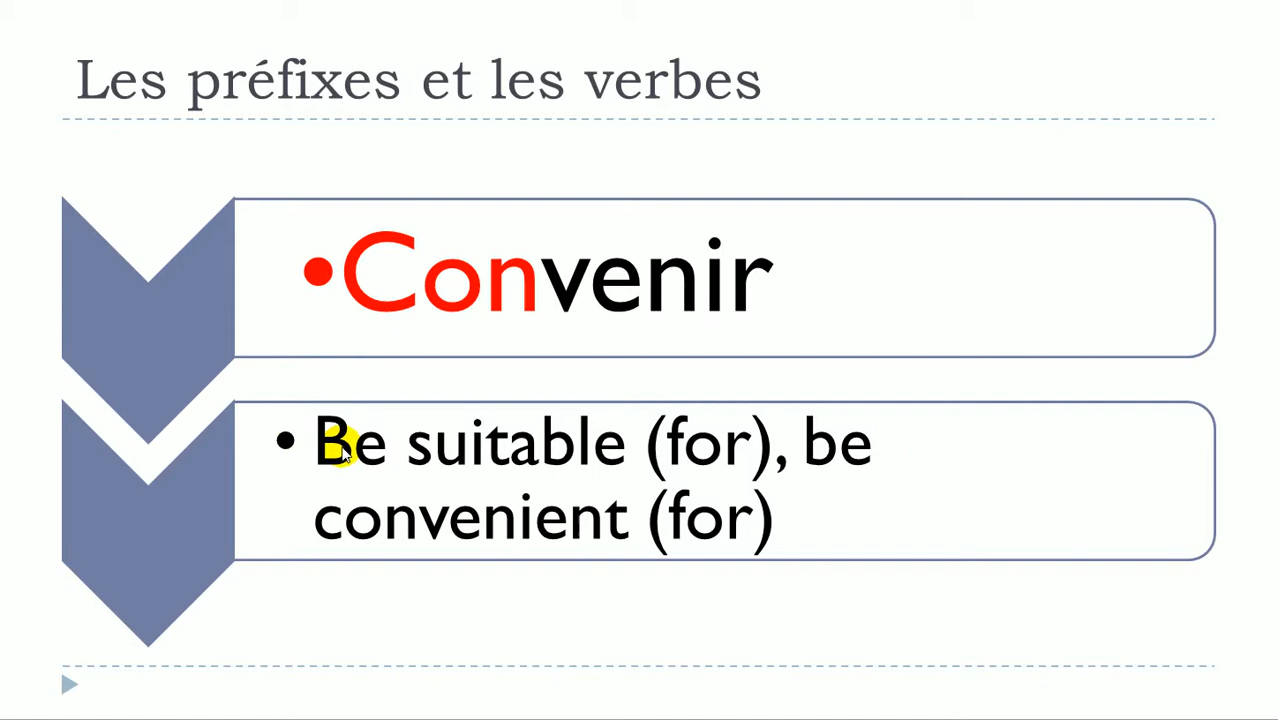 Les préfixes et les verbes
•Convenir
• Be suitable (for), be
convenient (for)